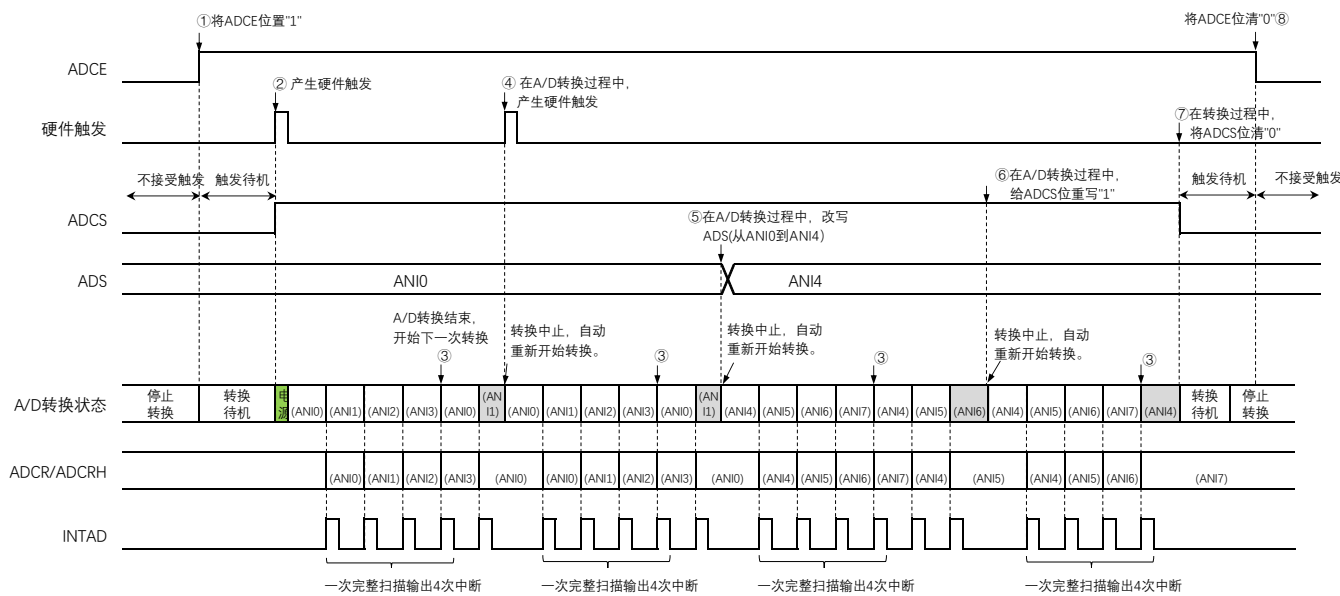 ①将ADCE位置"1"
将ADCE位清"0"⑧
ADCE
② 产生硬件触发
④ 在A/D转换过程中，
产生硬件触发
硬件触发
⑦在转换过程中，
将ADCS位清"0"
不接受触发
触发待机
⑥在A/D转换过程中，
给ADCS位重写"1"
触发待机
不接受触发
ADCS
⑤在A/D转换过程中，改写
ADS(从ANI0到ANI4)
ADS
ANI0
ANI4
A/D转换结束，
开始下一次转换
③
转换中止，自动
重新开始转换。
③
转换中止，自动
重新开始转换。
③
转换中止，自动
重新开始转换。
③
A/D转换状态
停止
转换
转换
待机
电
源
(ANI0) (ANI1) (ANI2) (ANI3) (ANI0)
(AN
I1)
(ANI0) (ANI1) (ANI2) (ANI3) (ANI0)
(AN
I1)
(ANI4) (ANI5) (ANI6) (ANI7) (ANI4) (ANI5) (ANI6) (ANI4) (ANI5) (ANI6) (ANI7) (ANI4)
转换
待机
停止
转换
ADCR/ADCRH
(ANI0) (ANI1) (ANI2) (ANI3) (ANI0) (ANI0) (ANI1) (ANI2) (ANI3) (ANI0) (ANI4) (ANI5) (ANI6) (ANI7) (ANI4) (ANI5) (ANI4) (ANI5) (ANI6) (ANI7)
INTAD
一次完整扫描输出4次中断
一次完整扫描输出4次中断
一次完整扫描输出4次中断
一次完整扫描输出4次中断